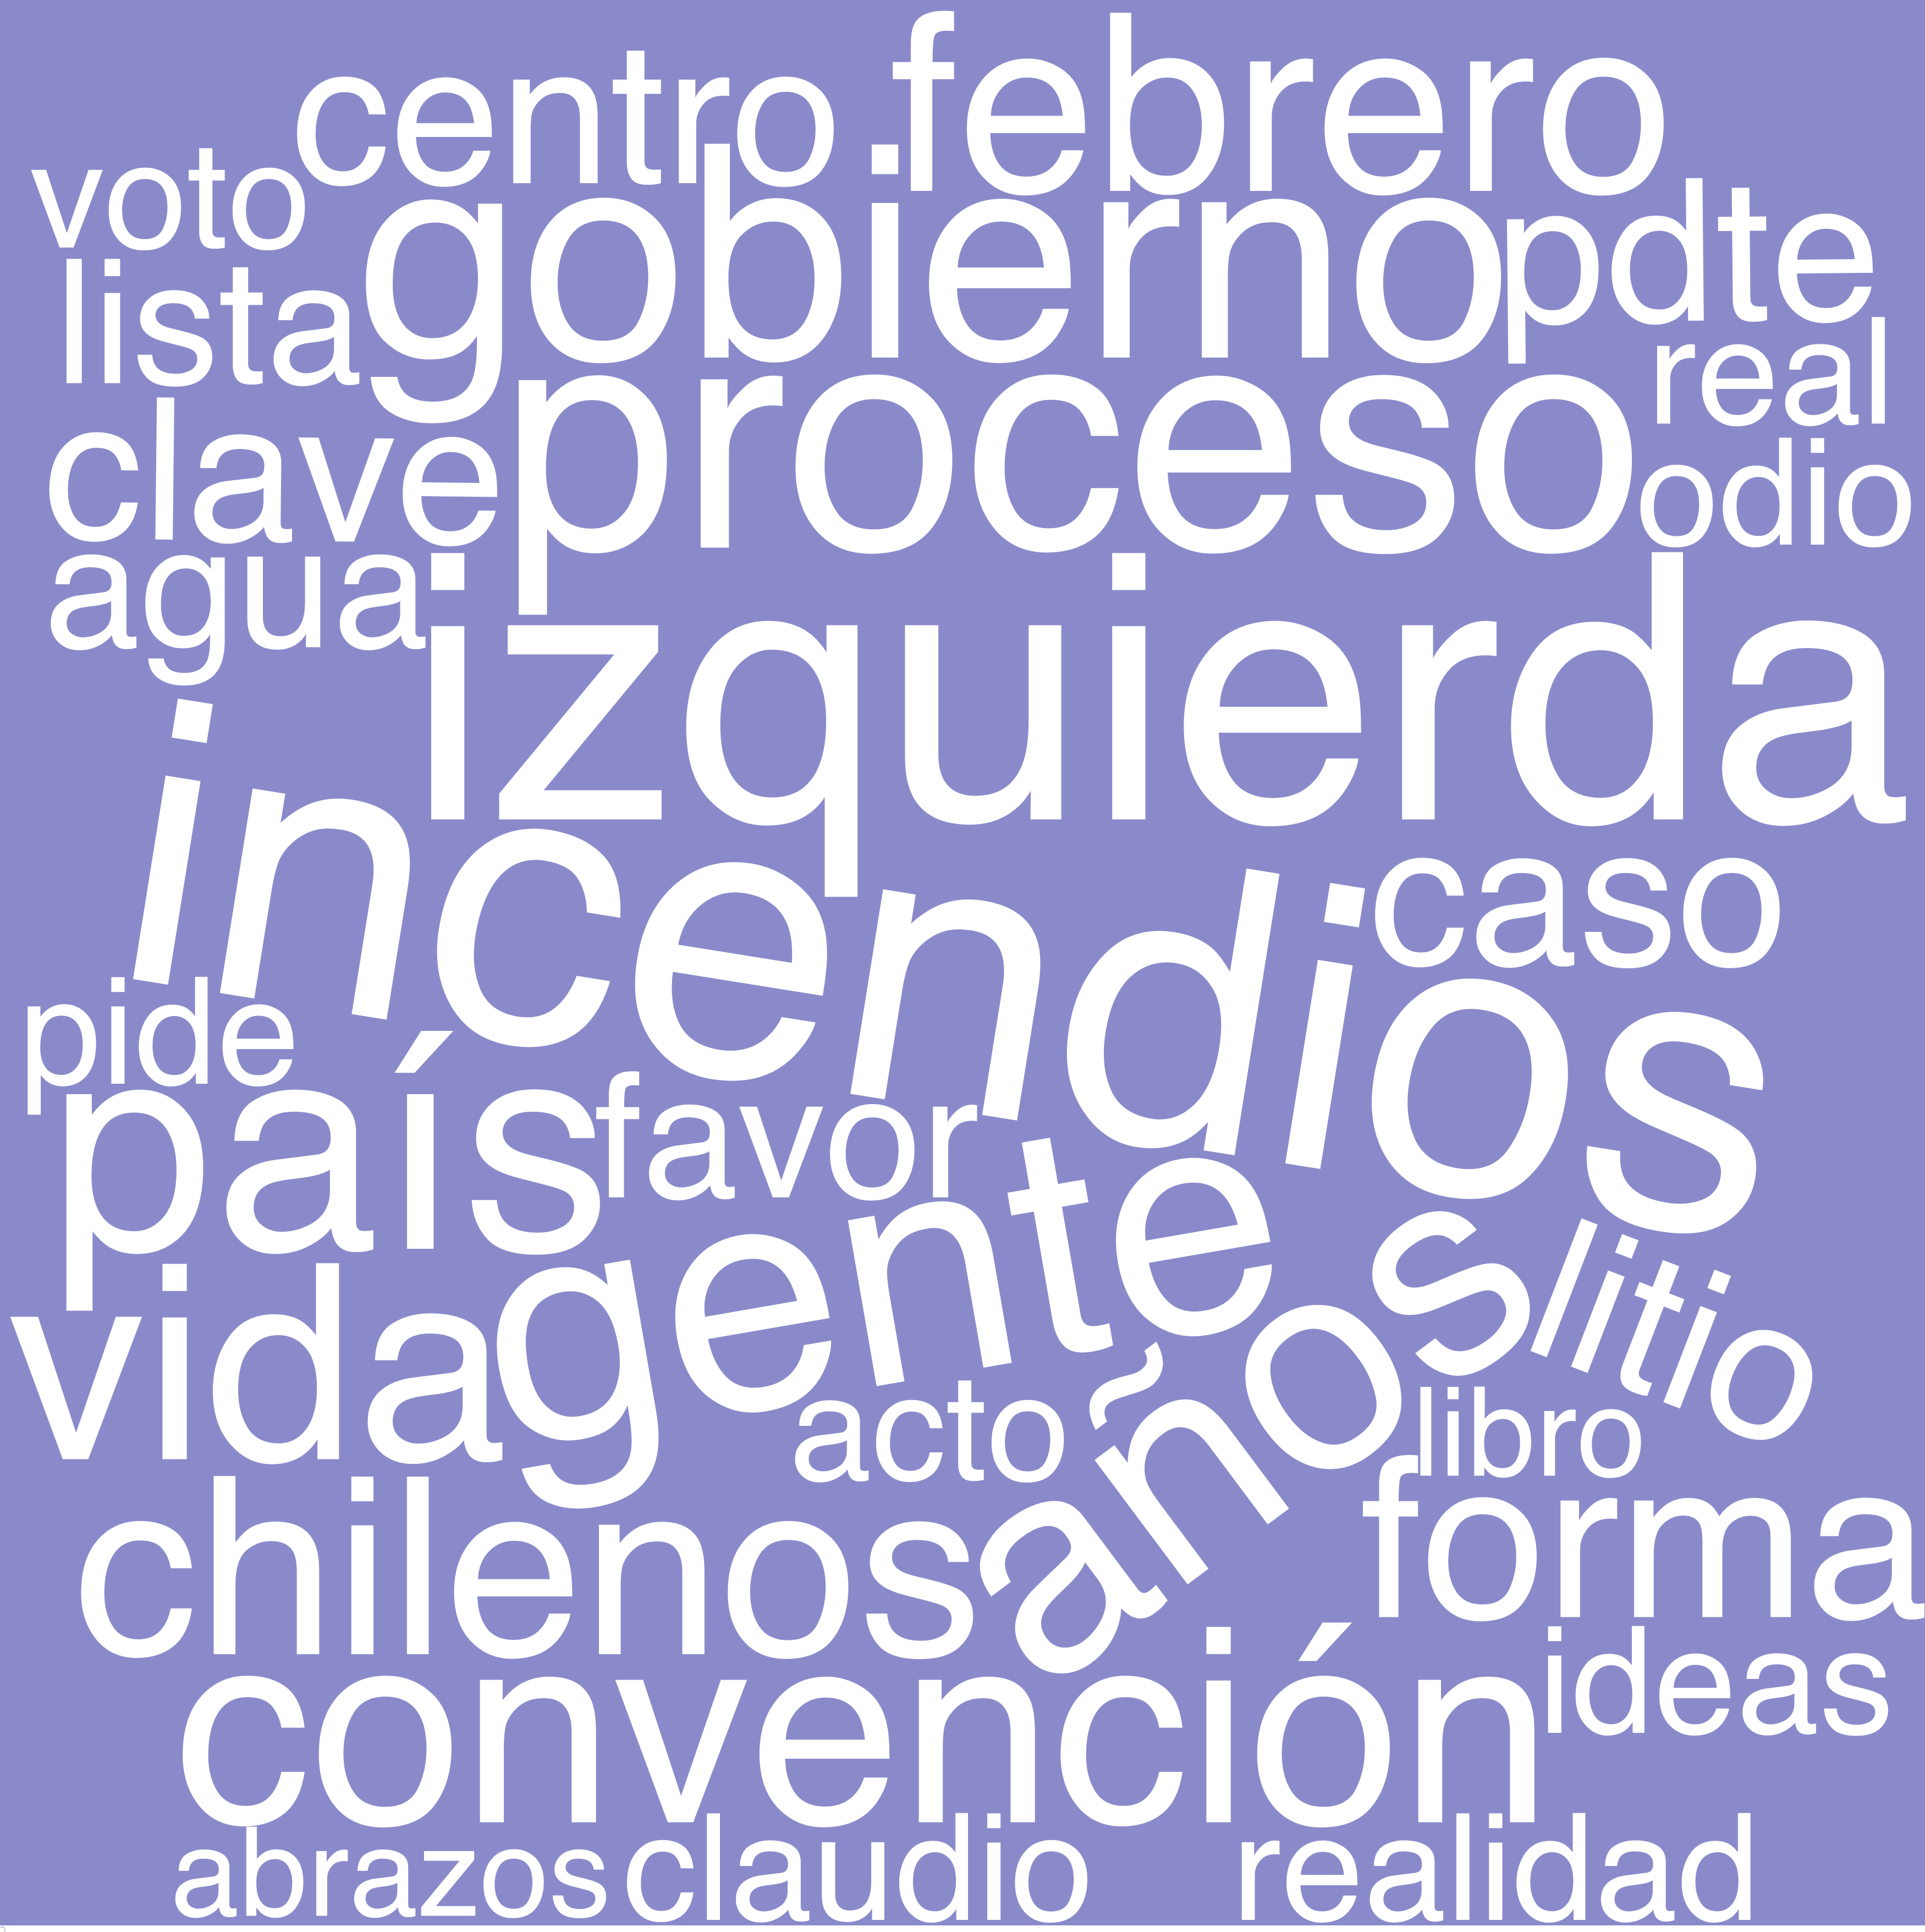 centro febrero
voto gobierno pdte
lista real
clave proceso odio
agua izquierda
incendios caso
pide
país favor
vida gente años litio
acto libro
chilenos forma
convención ideas
abrazos claudio realidad